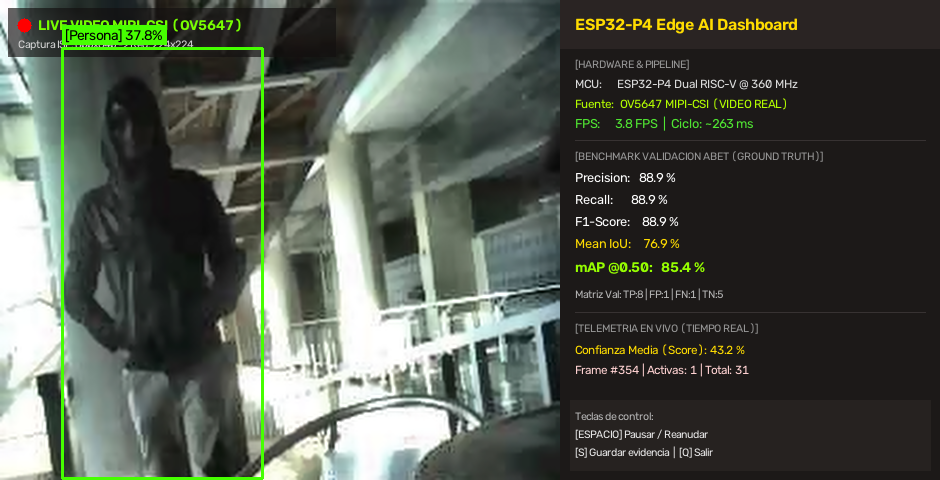 LIVE VIDEO MIPI-CSI (OV5647)
[Persona] 37.8%
Captura
224x224
ESP32-P4 Edge AI Dashboard
[HARDWARE & PIPELINE]
MCU: ESP32-P4 Dual RISC-V @ 360 MHz
Fuente: OV5647 MIPI-CSI (VIDEO REAL)
FPS: 3.8 FPS | Ciclo: ~263 ms
[BENCHMARK VALIDACION ABET (GROUND TRUTH)]
Precision: 88.9 %
Recall: 88.9 %
F1-Score: 88.9 %
Mean IoU: 76.9 %
mAP @0.50: 85.4 %
Matriz Val: TP:8 | FP:1 | FN:1 | TN:5
[TELEMETRIA EN VIVO (TIEMPO REAL)]
Confianza Media (Score): 43.2 %
Frame #354 | Activas: 1 | Total: 31
Teclas de control:
[ESPACIO] Pausar / Reanudar
[S] Guardar evidencia | [Q] Salir